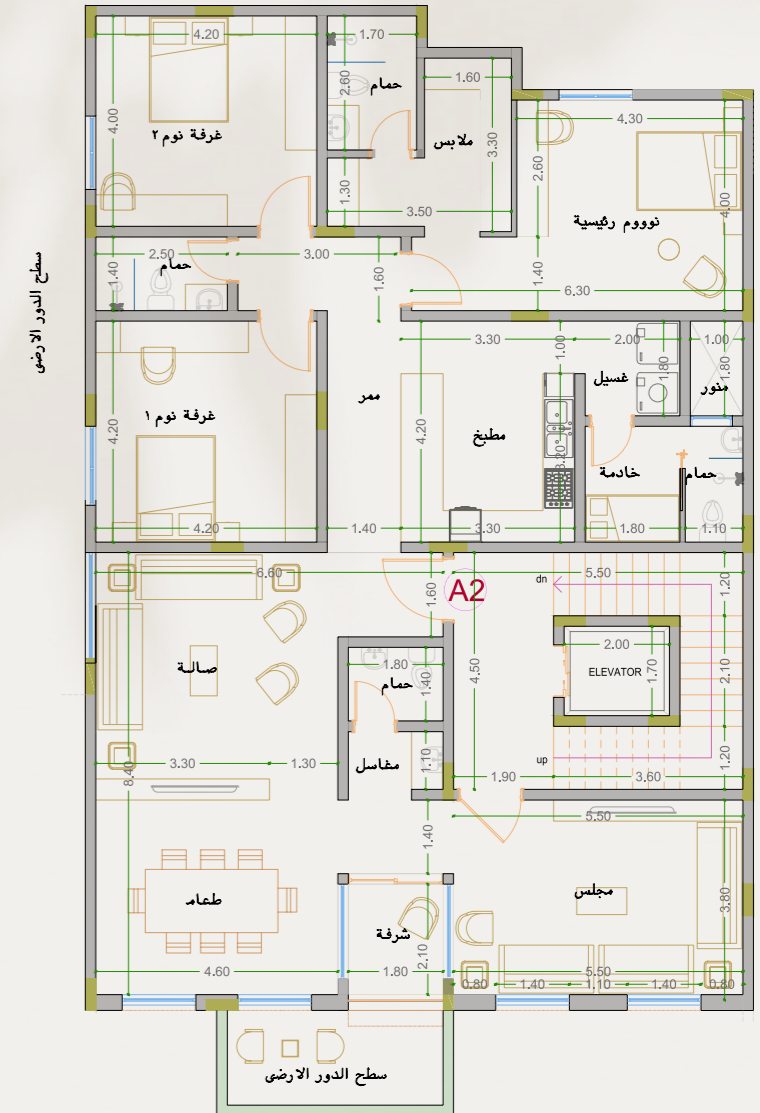 4.20
1.70
حمام
2.60
4.00
غرفة نوم ٢
1.60
ملابس
3.30
4.30
2.60
نوووم رئيسية
4.00
1.30
3.50
2.50
حمام
1.40
3.00
1.60
1.40
6.30
سطح الدور الارضى
3.30
1.00
2.00
1.80
1.00
1.80
غسيل
منور
ممر
غرفة نوم ١
4.20
4.20
مطبخ
3.20
خادمة
حمام
4.20
1.40
3.30
1.80
1.10
6.60
A2
5.50
dn
1.60
1.20
2.00
ELEVATOR
1.70
2.10
صالة
1.80
حمام
1.40
4.50
up
1.20
3.30
1.30
8.40
مغاسل
1.10
1.90
3.60
1.40
5.50
طعام
شرفة
مجلس
3.80
2.10
4.60
1.80
5.50
0.80
1.40
1.10
1.40
0.80
سطح الدور الارضى